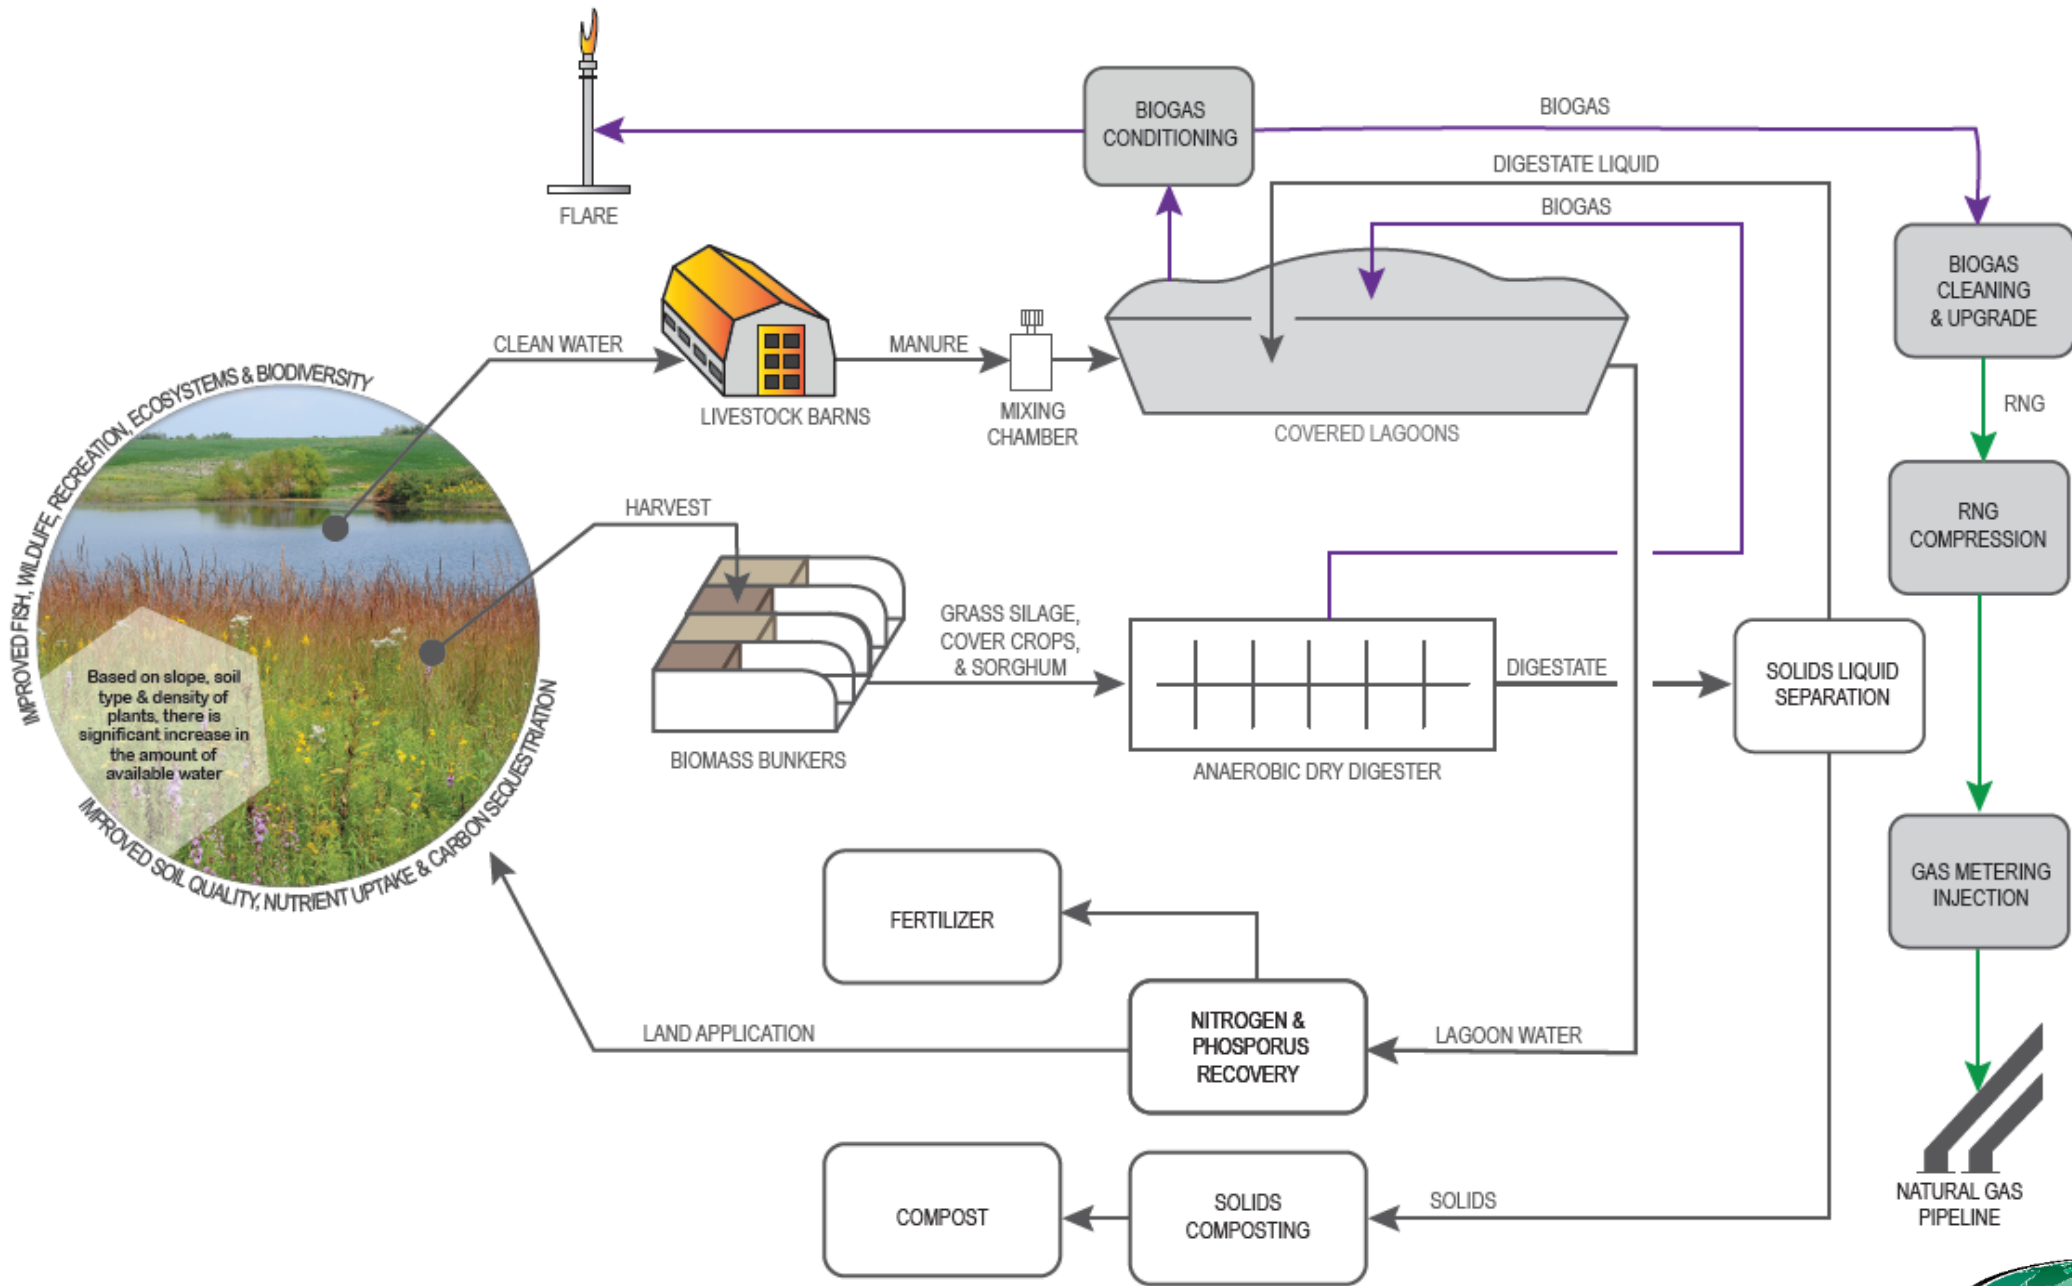 BIOGAS
CONDITIONING
BIOGAS
DIGESTATE LIQUID
BIOGAS
FLARE
BIOGAS
CLEANING
& UPGRADE
CLEAN WATER
MANURE
LIVESTOCK BARNS
MIXING
CHAMBER
COVERED LAGOONS
RNG
IMPROVED FISH, WILDLIFE, RECREATION, ECOSYSTEMS & BIODIVERSITY
HARVEST
RNG
COMPRESSION
GRASS SILAGE,
COVER CROPS,
& SORGHUM
DIGESTATE
SOLIDS LIQUID
SEPARATION
Based on slope, soil
type & density of
plants, there is
significant increase in
the amount of
available water
BIOMASS BUNKERS
ANAEROBIC DRY DIGESTER
IMPROVED SOIL QUALITY, NUTRIENT UPTAKE & CARBON SEQUESTRIATION
GAS METERING
INJECTION
FERTILIZER
LAND APPLICATION
NITROGEN &
PHOSPORUS
RECOVERY
LAGOON WATER
NATURAL GAS
PIPELINE
COMPOST
SOLIDS
COMPOSTING
SOLIDS